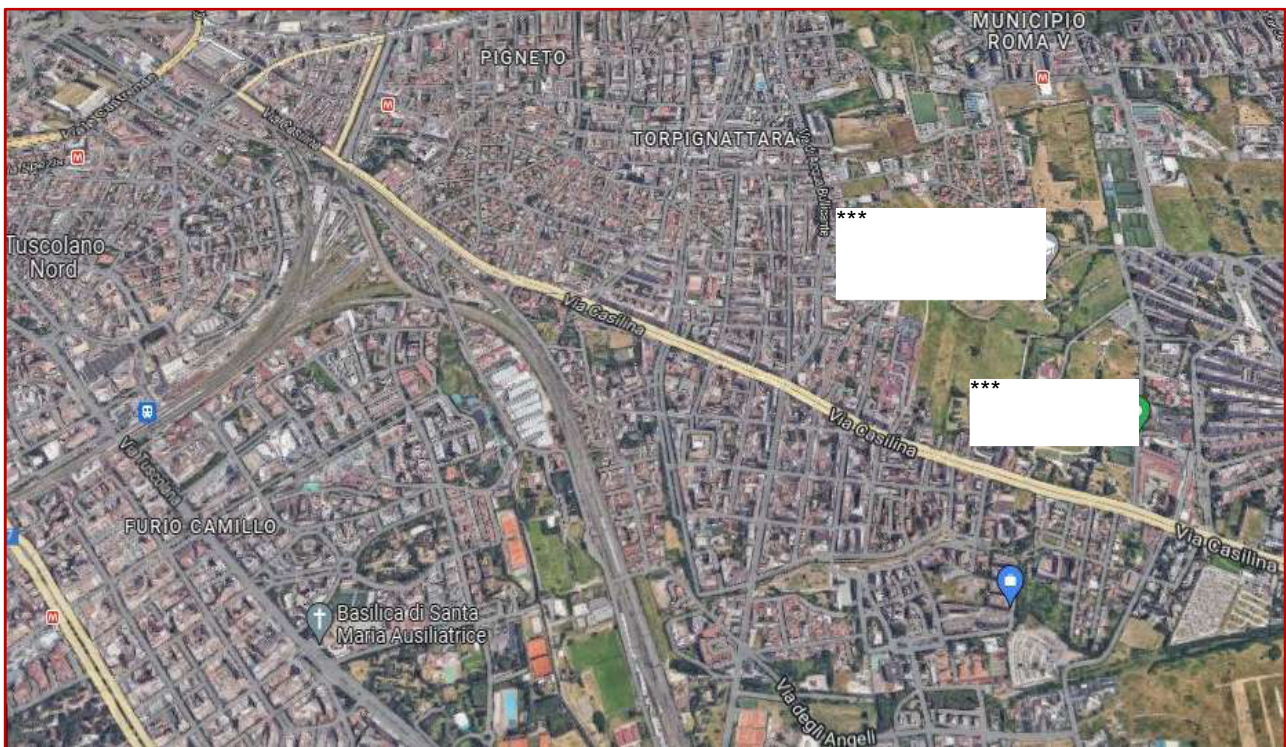 MUNICIPIO
ROMA V
PIGNETO
Via Casilina
TORPIGNATTARA
***
Tuscolano
Nord
Via Casilina
***
Via Casilina
Via Tuscolana
FURIO CAMILLO
Via Casilina
Basilica di Santa
Maria Ausiliatrice
Via degli Angeli